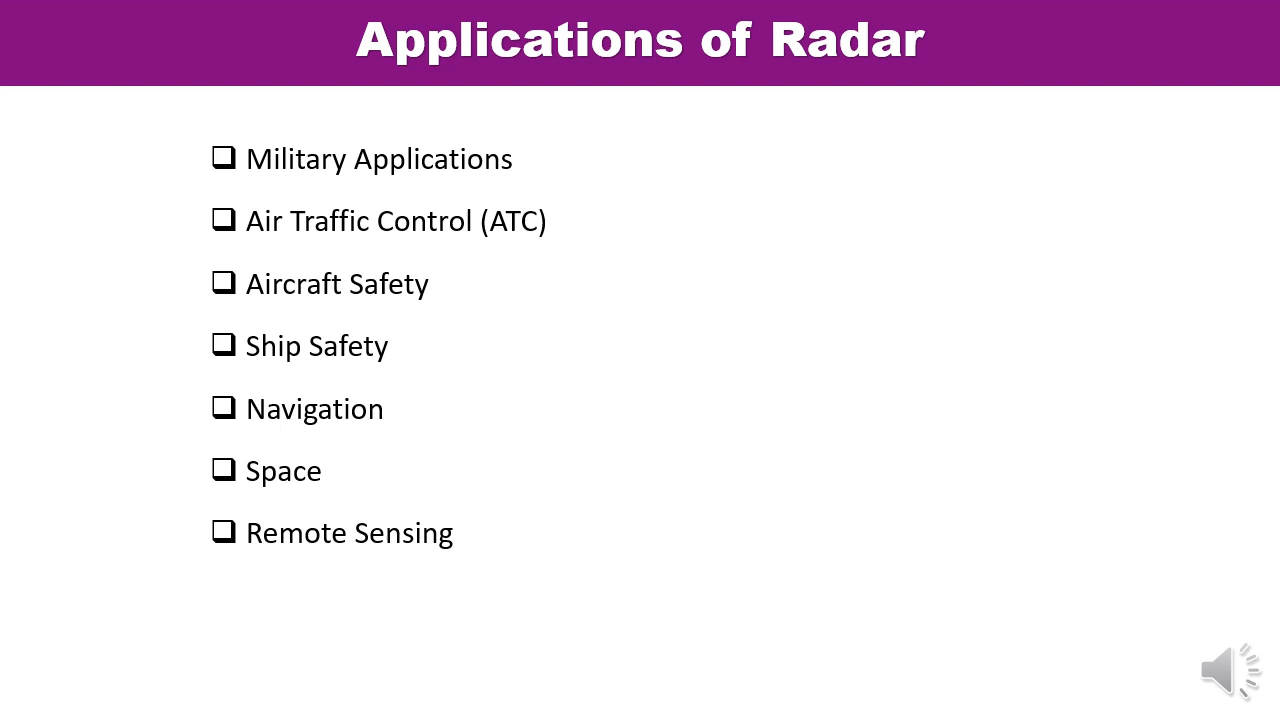 Applications of Radar
Military Applications
Air Traffic Control (ATC)
Aircraft Safety
Ship Safety
Navigation
Space
Remote Sensing